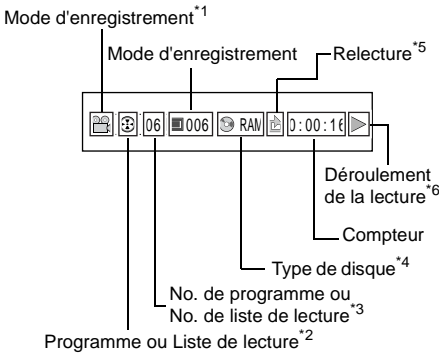 Mode d'enregistrement*1
Mode d'enregistrement
Relecture*5
06 006 RAM 0:00:16
Déroulement
de la lecture*6
Compteur
Type de disque*4
No. de programme ou
No. de liste de lecture*3
Programme ou Liste de lecture*2